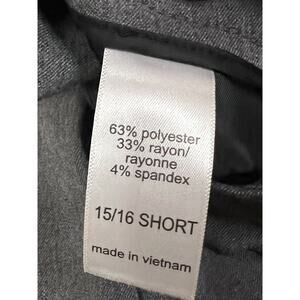 63% polyester
33% rayon/
rayonne
4% spandex
15/16 SHORT
made in vietnam